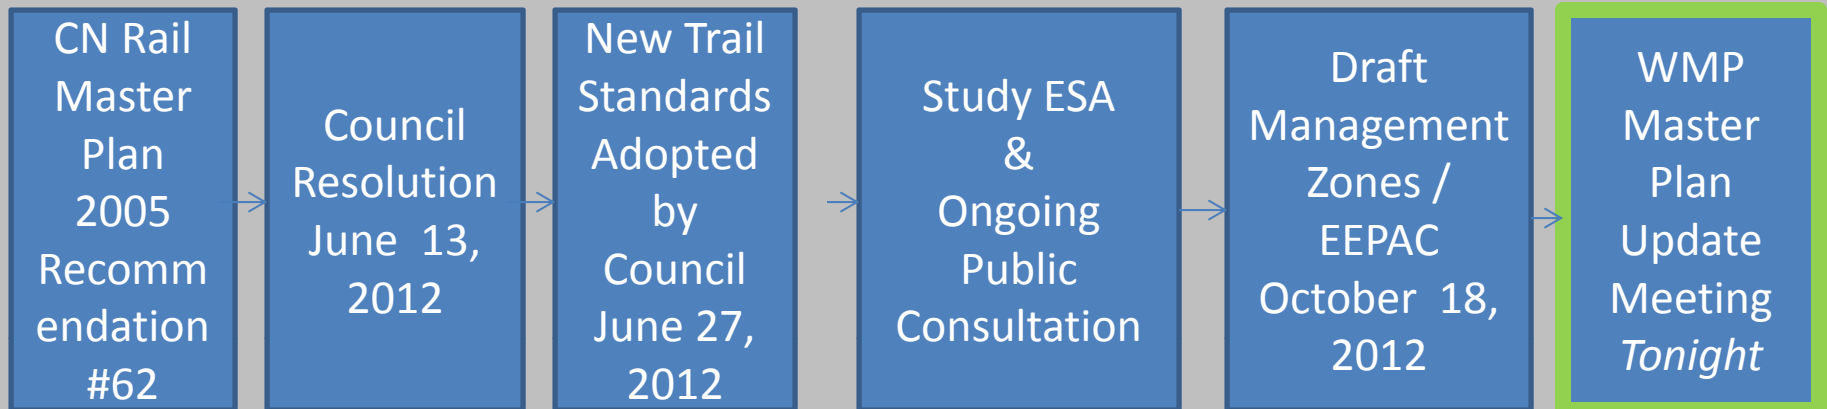 CN Rail
Master
Plan
2005
Recomm
endation
#62
Council
Resolution
June 13,
2012
New Trail
Standards
Adopted
by
Council
June 27,
2012
Study ESA
&
Ongoing
Public
Consultation
Draft
Management
Zones /
EEPAC
October 18,
2012
WMP
Master
Plan
Update
Meeting
Tonight